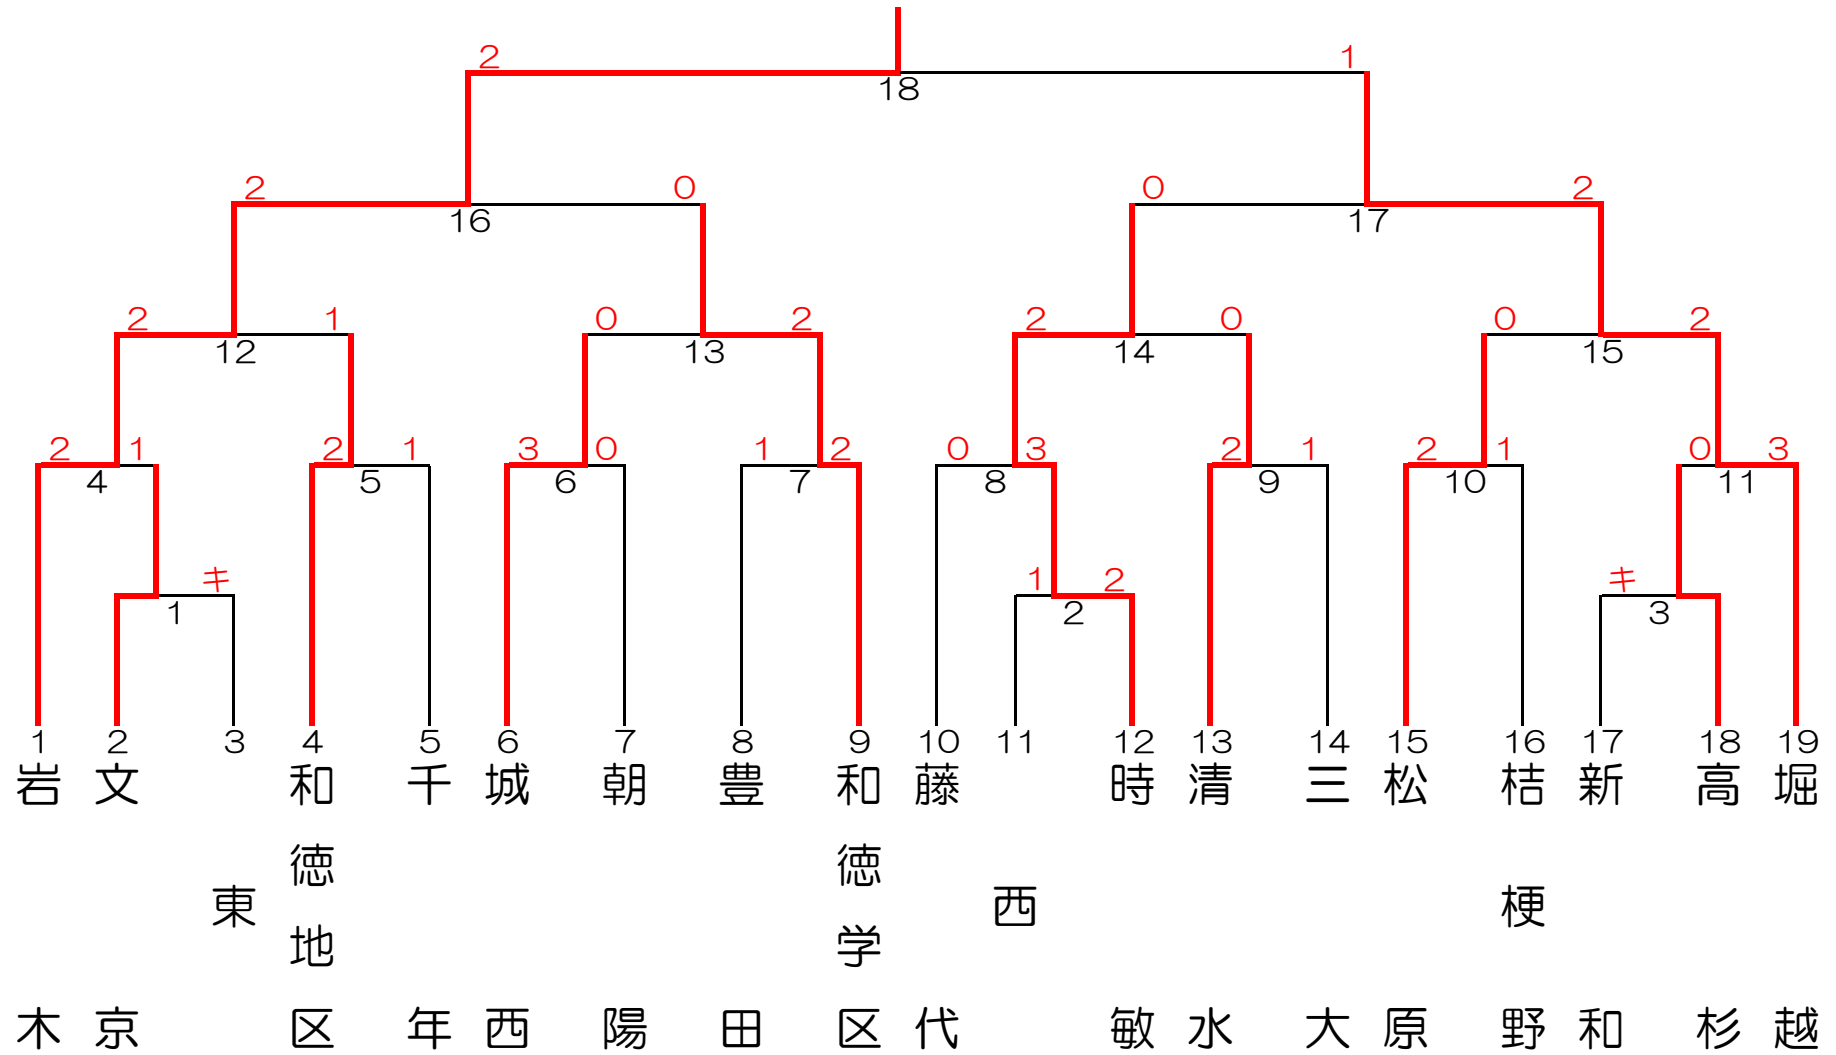 2 1
18
2 0 0 2
16 17
2 1 0 2 2 0 0 2
12 13 14 15
2 1 2 1 3 0 1 2 0 3 2 1 2 1 0 3
4 5 6 7 8 9 10 11
キ 1 2 キ
1 2 3
1 2 3 4 5 6 7 8 9 10 11 12 13 14 15 16 17 18 19
岩木
文京
東
和徳地区
千年
城西
朝陽
豊田
和徳学区
藤代
西
時敏
清水
三大
松原
桔梗野
新和
高杉
堀越